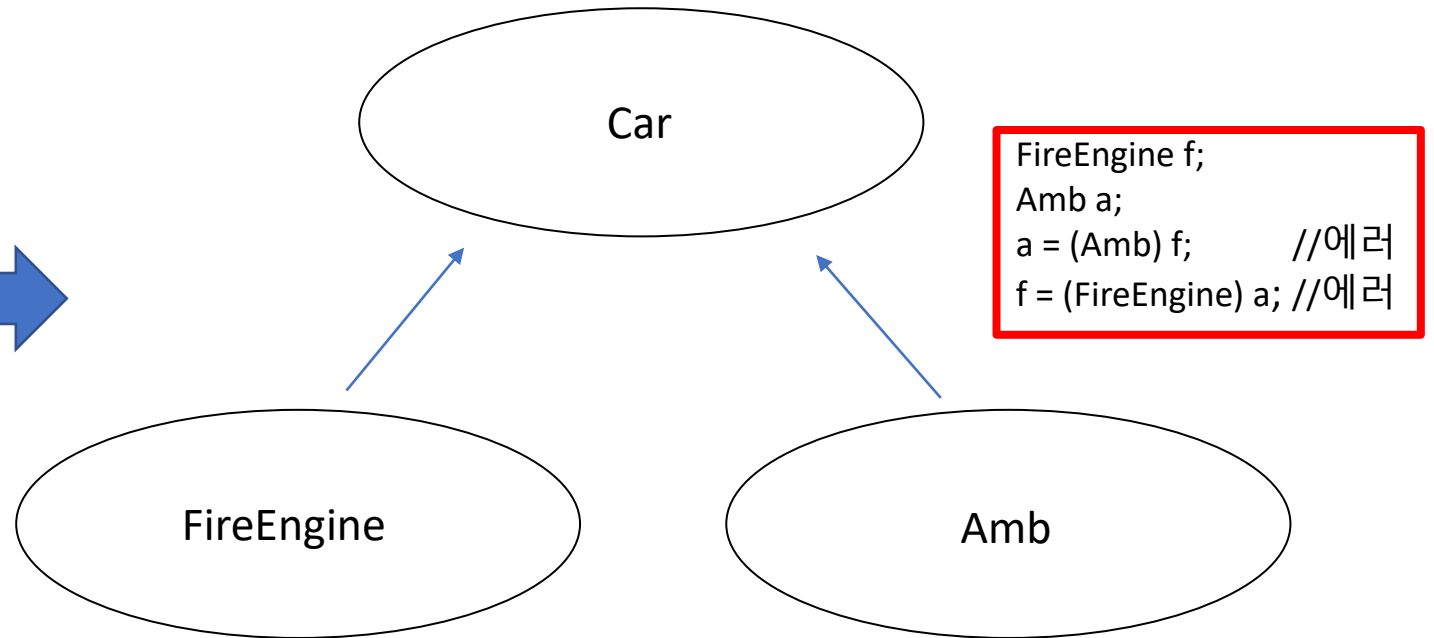 Car
FireEngine f;
Amb a;
a = (Amb) f; //에러
f = (FireEngine) a; //에러
FireEngine
Amb